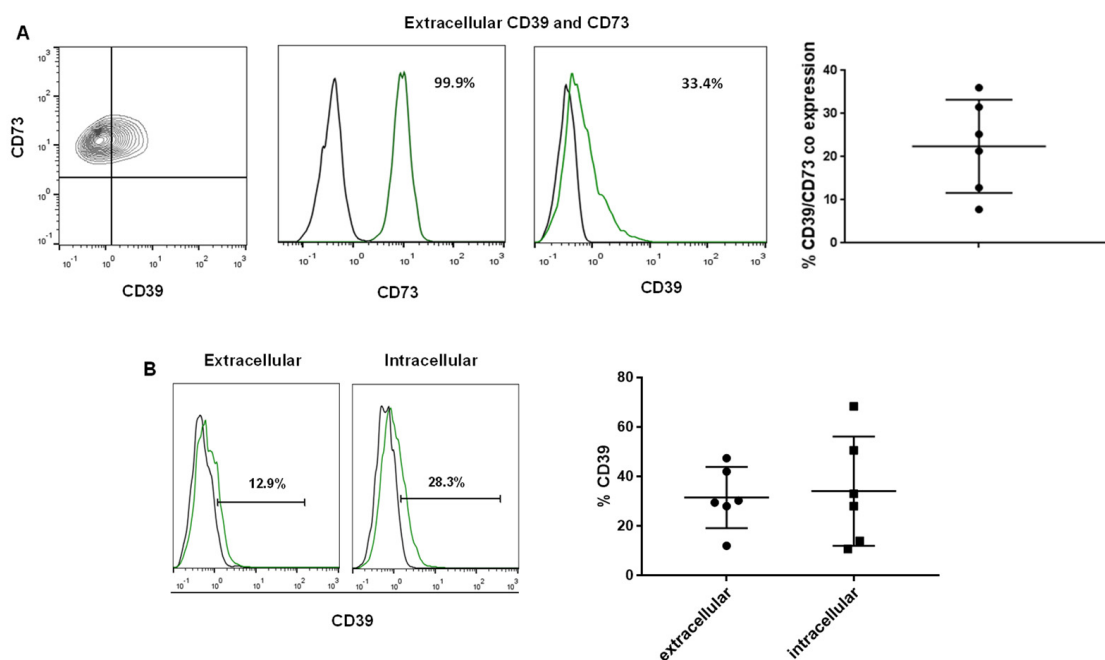 A
Extracellular CD39 and CD73
CD73
10³
10²
10¹
10⁰
10⁻¹
10⁻¹ 10⁰ 10¹ 10² 10³
CD39
99.9%
10⁻¹ 10⁰ 10¹ 10² 10³
CD73
33.4%
10⁻¹ 10⁰ 10¹ 10² 10³
CD39
% CD39/CD73 co expression
40
30
20
10
0
B
Extracellular
12.9%
10⁻¹ 10⁰ 10¹ 10² 10³
Intracellular
28.3%
10⁻¹ 10⁰ 10¹ 10² 10³
CD39
% CD39
80
60
40
20
0
extracellular
intracellular